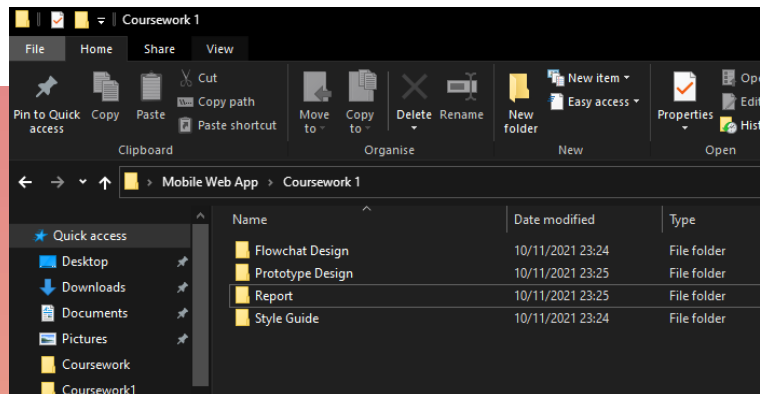 Coursework 1
File Home Share View
Pin to Quick access
Copy
Paste
Cut
Copy path
Paste shortcut
Clipboard
Move to
Copy to
Delete
Rename
Organise
New folder
New item
Easy access
New
Properties
Ope
Edi
Hist
Open
Mobile Web App > Coursework 1
Name Date modified Type
Quick access
Desktop
Downloads
Documents
Pictures
Coursework
Coursework1
Flowchat Design 10/11/2021 23:24 File folder
Prototype Design 10/11/2021 23:25 File folder
Report 10/11/2021 23:25 File folder
Style Guide 10/11/2021 23:24 File folder